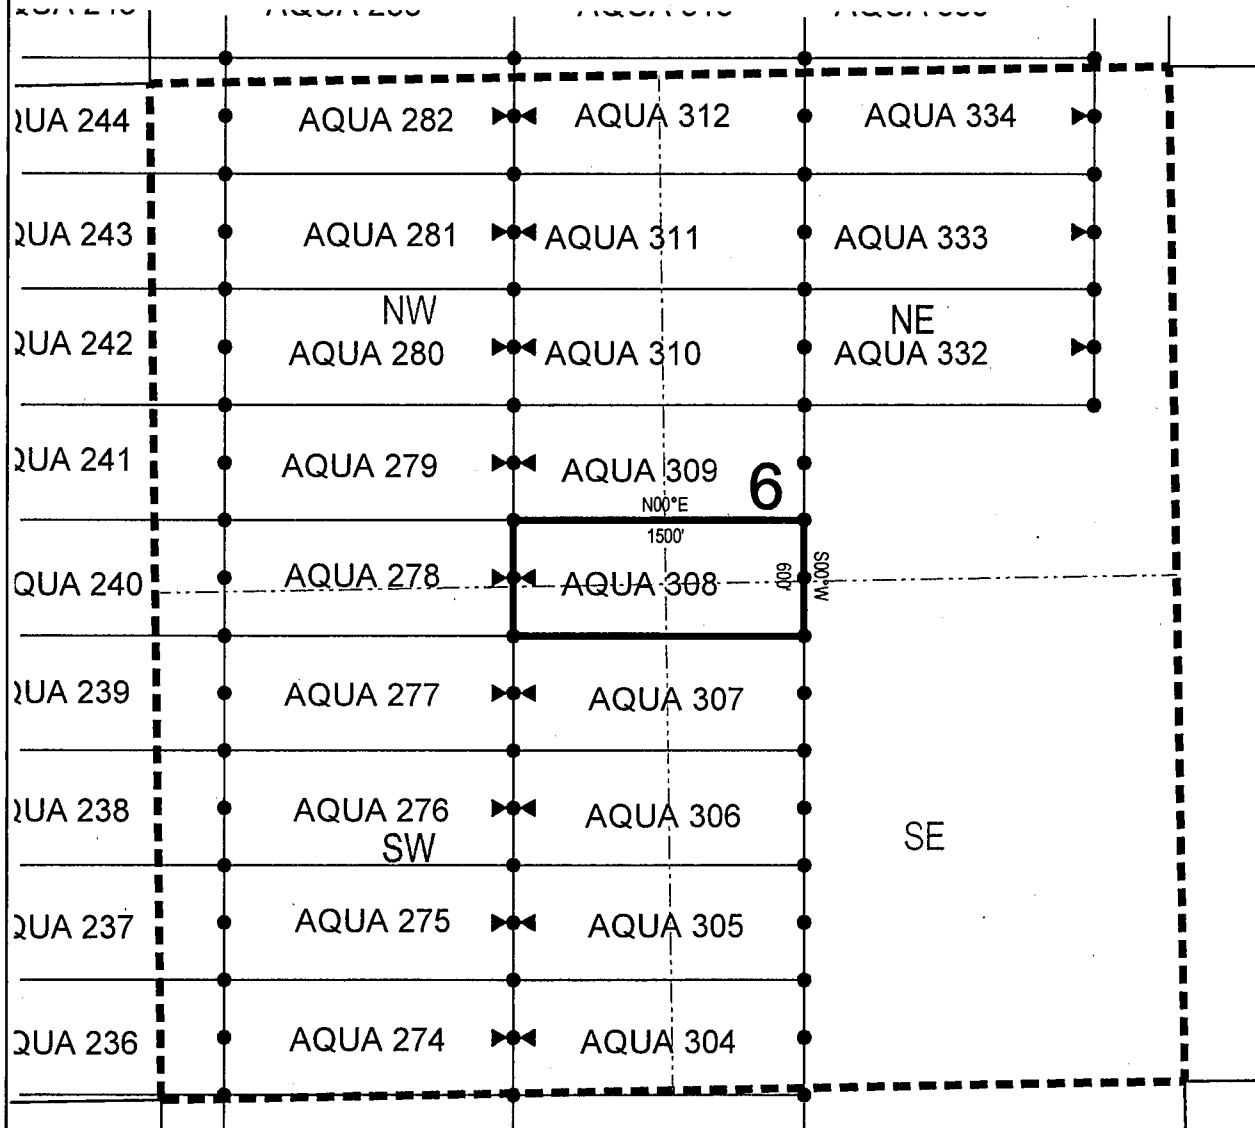 AQUA 282 AQUA 312 AQUA 334
AQUA 281 AQUA 311 AQUA 333
NW NE
AQUA 280 AQUA 310 AQUA 332
QUA 244
QUA 243
QUA 242
QUA 241 AQUA 279 AQUA 309 6
N00°E
1500'
QUA 240 AQUA 278 AQUA 308 600' S00°W
QUA 239 AQUA 277 AQUA 307
QUA 238 AQUA 276 AQUA 306
SW SE
QUA 237 AQUA 275 AQUA 305
QUA 236 AQUA 274 AQUA 304